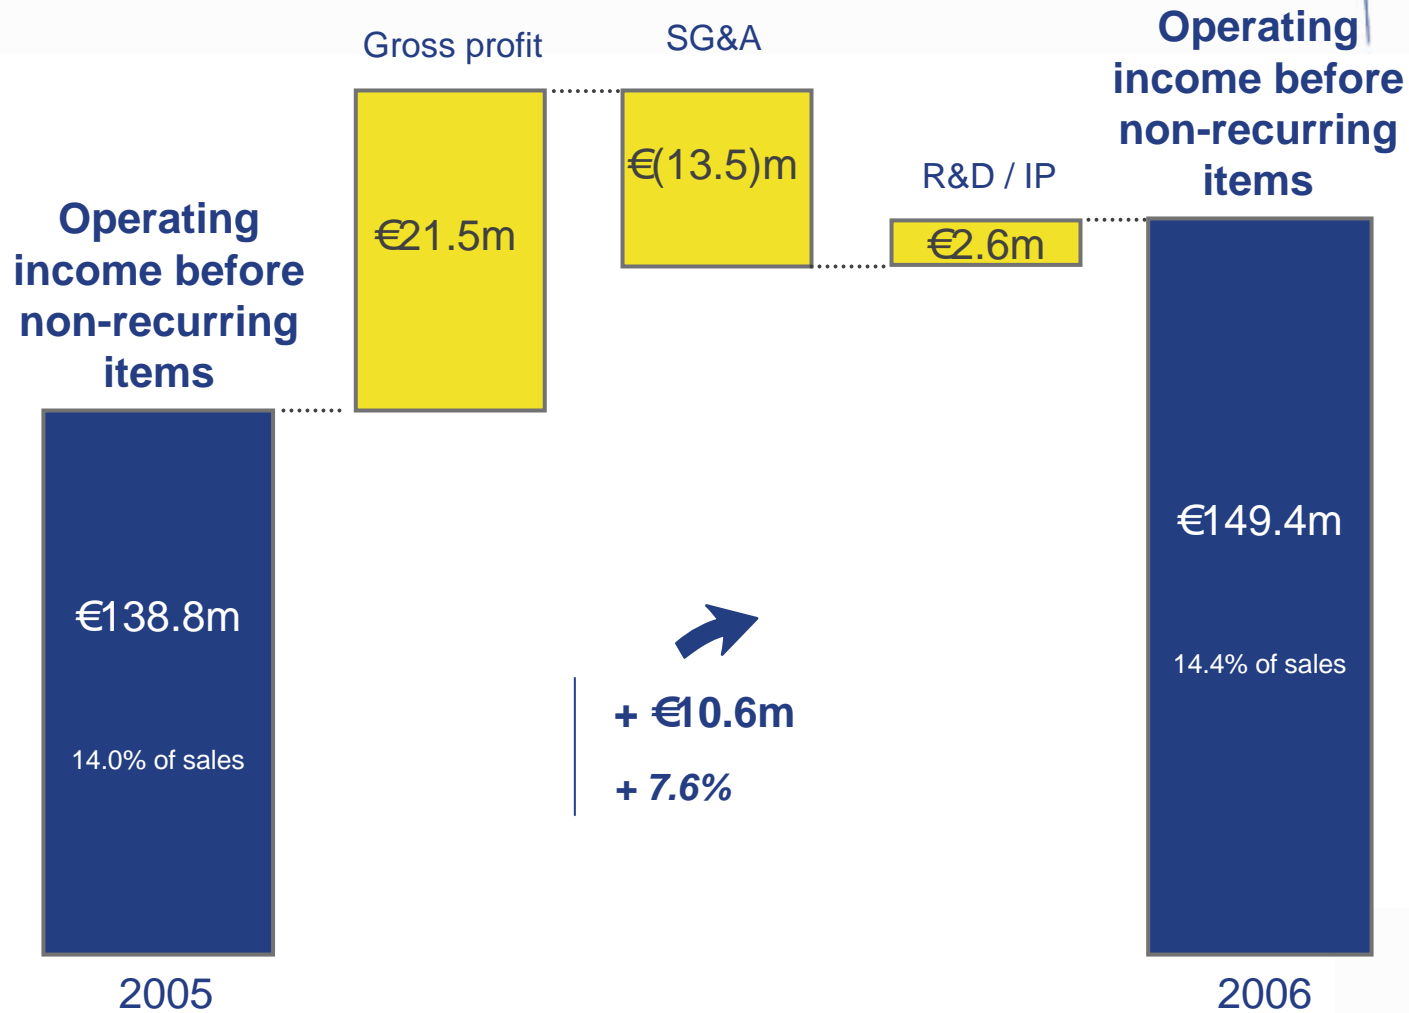 Operating
income before
non-recurring
items
€138.8m
14.0% of sales
2005
Gross profit
€21.5m
SG&A
€(13.5)m
R&D / IP
€2.6m
+ €10.6m
+ 7.6%
Operating
income before
non-recurring
items
€149.4m
14.4% of sales
2006